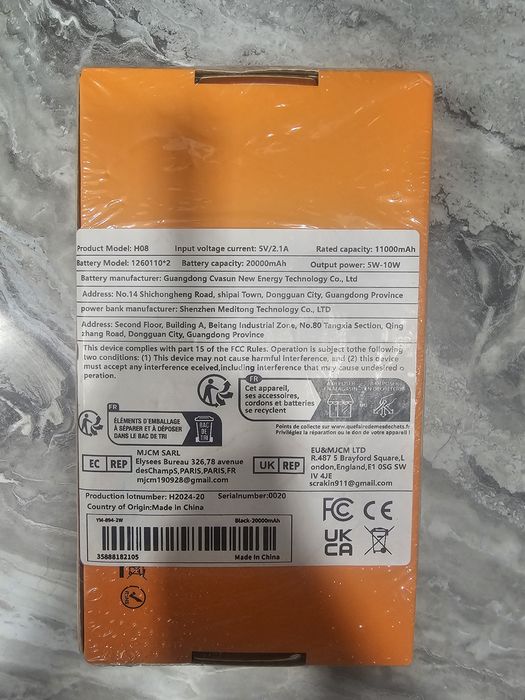 Product Model: H08 Input voltage current: 5V/2.1A Rated capacity: 11000mAh
Battery Model: 1260110*2 Battery capacity: 20000mAh Output power: 5W-10W
Battery manufacturer: Guangdong Cvasun New Energy Technology Co., LTD
Address: No.14 Shichongheng Road, shipai Town, Dongguan City, Guangdong Province
power bank manufacturer: Shenzhen Meditong Technology Co., LTD
Address: Second Floor, Building A, Beitang Industrial Zone, No.80 Tangxia Section, Qing
zhang Road, Dongguan City, Guangdong Province
This device complies with part 15 of the FCC Rules. Operation is subject tothe following
two conditions: (1) This device may not cause harmful interference, and (2) this device
must accept any interference eceived,including interference that may cause undesired o
peration.
FR
Cet appareil,
ses accessoires,
cordons et batteries
se recyclent
FR
ÉLÉMENTS D'EMBALLAGE
À SÉPARER ET À DÉPOSER
DANS LE BAC DE TRI
BAC
DE
TRI
Points de collecte sur www.quefairedemesdechets.fr
Privilégiez la réparation ou le don de votre appareil !
EC REP
MJCM SARL
Elysees Bureau 326,78 avenue
desChampS,PARIS,PARIS,FR
mjcm190928@gmail.com
UK REP
EU&MJCM LTD
R.487 5 Brayford Square,L
ondon,England,E1 0SG SW
IV 4JE
scrakin911@gmail.com
Production lotnumber: H2024-20 Serialnumber:0020
Country of Origin:Made in China
YM-894-2W Black-20000mAh
35888182105 Made In China
FC CE
UK
CA